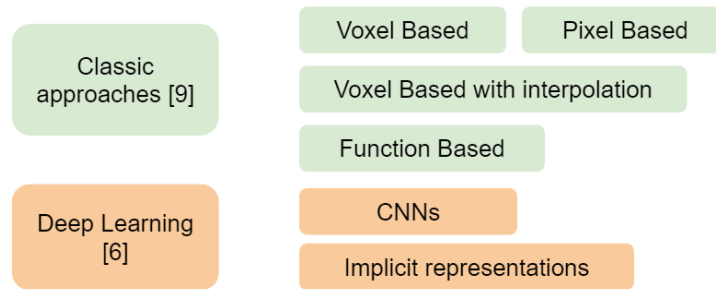 Classic
approaches [9]
Voxel Based
Pixel Based
Voxel Based with interpolation
Function Based
Deep Learning
[6]
CNNs
Implicit representations